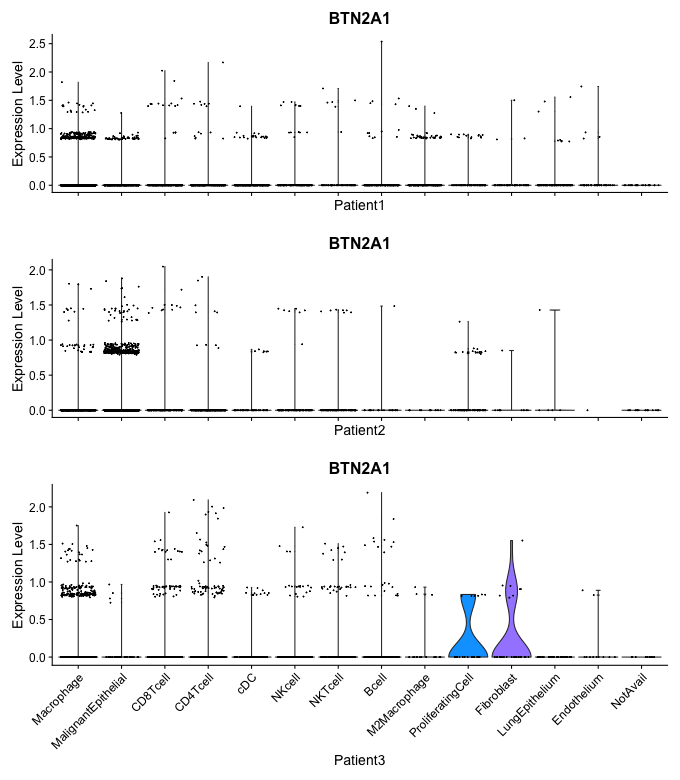 BTN2A1
Expression Level
2.5
2.0
1.5
1.0
0.5
0.0
Patient1
BTN2A1
Expression Level
2.0
1.5
1.0
0.5
0.0
Patient2
BTN2A1
Expression Level
2.0
1.5
1.0
0.5
0.0
Macrophage
MalignantEpithelial
CD8Tcell
CD4Tcell
cDC
NKcell
NKTcell
Bcell
M2Macrophage
ProliferatingCell
Fibroblast
LungEpithelium
Endothelium
NotAvail
Patient3